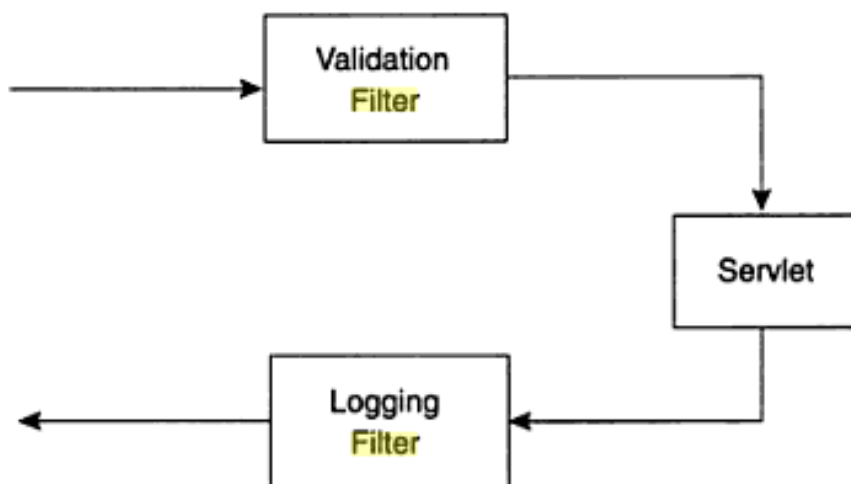 Validation
Filter
Servlet
Logging
Filter